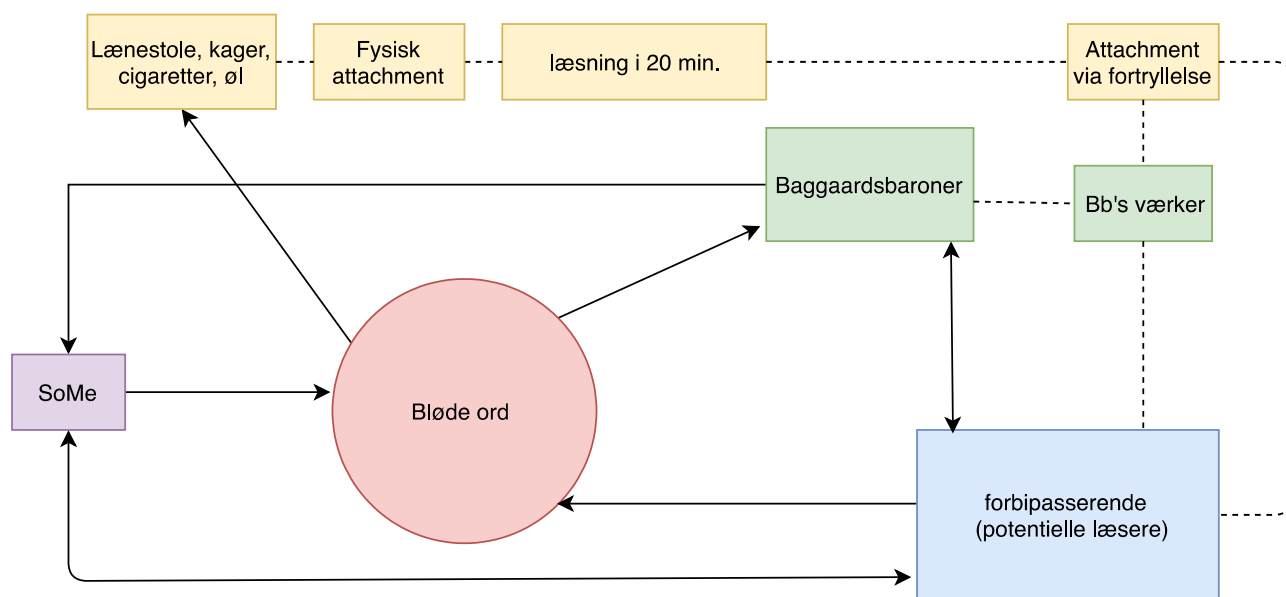 Lænestole, kager,
cigaretter, øl
Fysisk
attachment
læsning i 20 min.
Attachment
via fortryllelse
Baggaardsbaroner
Bb's værker
SoMe
Bløde ord
forbipasserende
(potentielle læsere)